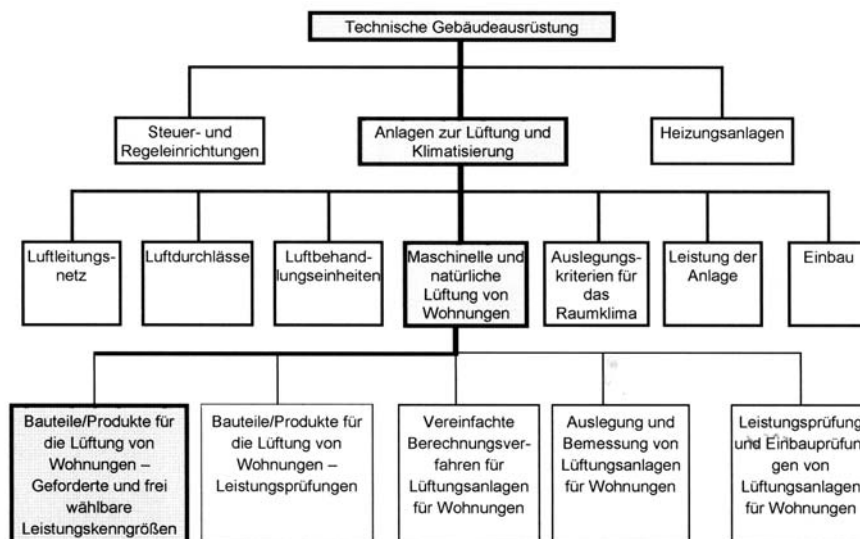 Technische Gebäudeausrüstung
Steuer- und
Regeleinrichtungen
Anlagen zur Lüftung und
Klimatisierung
Heizungsanlagen
Luftleitungs-
netz
Luftdurchlässe
Luftbehand-
lungseinheiten
Maschinelle und
natürliche
Lüftung von
Wohnungen
Auslegungs-
kriterien für
das
Raumklima
Leistung der
Anlage
Einbau
Bauteile/Produkte für
die Lüftung von
Wohnungen –
Geforderte und frei
wählbare
Leistungskenngrößen
Bauteile/Produkte für
die Lüftung von
Wohnungen –
Leistungsprüfungen
Vereinfachte
Berechnungsver-
fahren für
Lüftungsanlagen
für Wohnungen
Auslegung und
Bemessung von
Lüftungsanlagen
für Wohnungen
Leistungsprüfung
und Einbauprüfun
gen von
Lüftungsanlagen
für Wohnungen